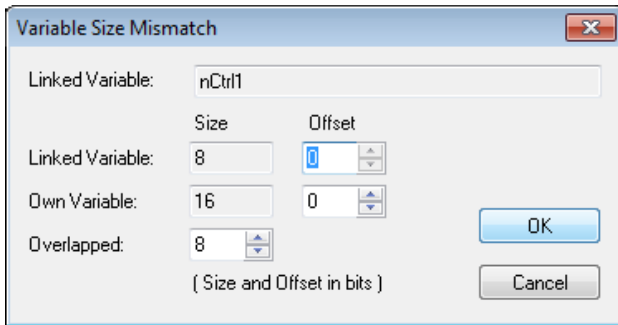 Variable Size Mismatch
Linked Variable: nCtrl1
Size Offset
Linked Variable: 8 0
Own Variable: 16 0
Overlapped: 8
OK
( Size and Offset in bits )
Cancel